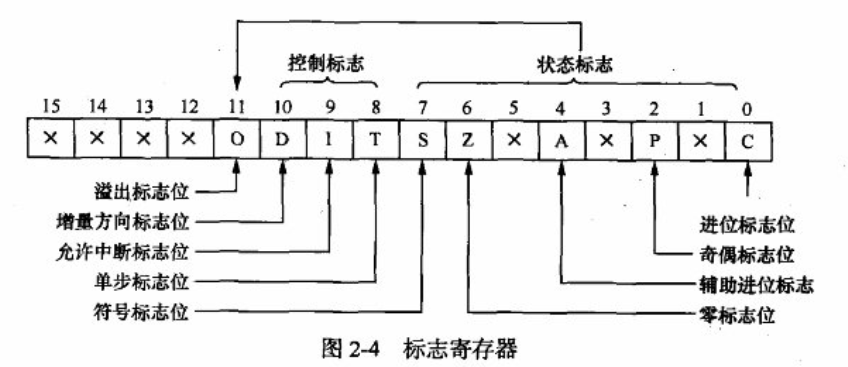 控制标志 状态标志
15 14 13 12 11 10 9 8 7 6 5 4 3 2 1 0
× × × × O D I T S Z × A × P × C
溢出标志位
增量方向标志位 进位标志位
允许中断标志位 奇偶标志位
单步标志位 辅助进位标志
符号标志位 零标志位
图 2-4 标志寄存器